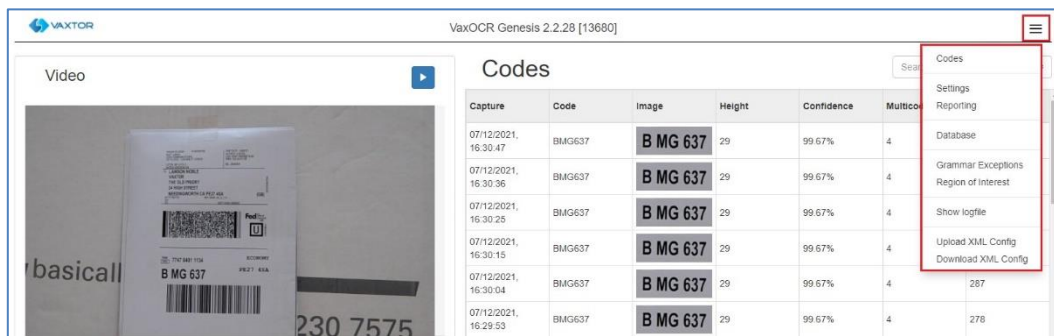 VAXTOR
VaxOCR Genesis 2.2.28 [13680]
Video
basicall
230 7575
FedEx
U
ECONOMY
B MG 637
Codes
Sear
Capture Code Image Height Confidence Multicod
07/12/2021, 16:30:47 BMG637 B MG 637 29 99.67% 4
07/12/2021, 16:30:36 BMG637 B MG 637 29 99.67% 4
07/12/2021, 16:30:25 BMG637 B MG 637 29 99.67% 4
07/12/2021, 16:30:15 BMG637 B MG 637 29 99.67% 4
07/12/2021, 16:30:04 BMG637 B MG 637 29 99.67% 4 287
07/12/2021, 16:29:53 BMG637 B MG 637 29 99.67% 4 278
Codes
Settings
Reporting
Database
Grammar Exceptions
Region of Interest
Show logfile
Upload XML Config
Download XML Config